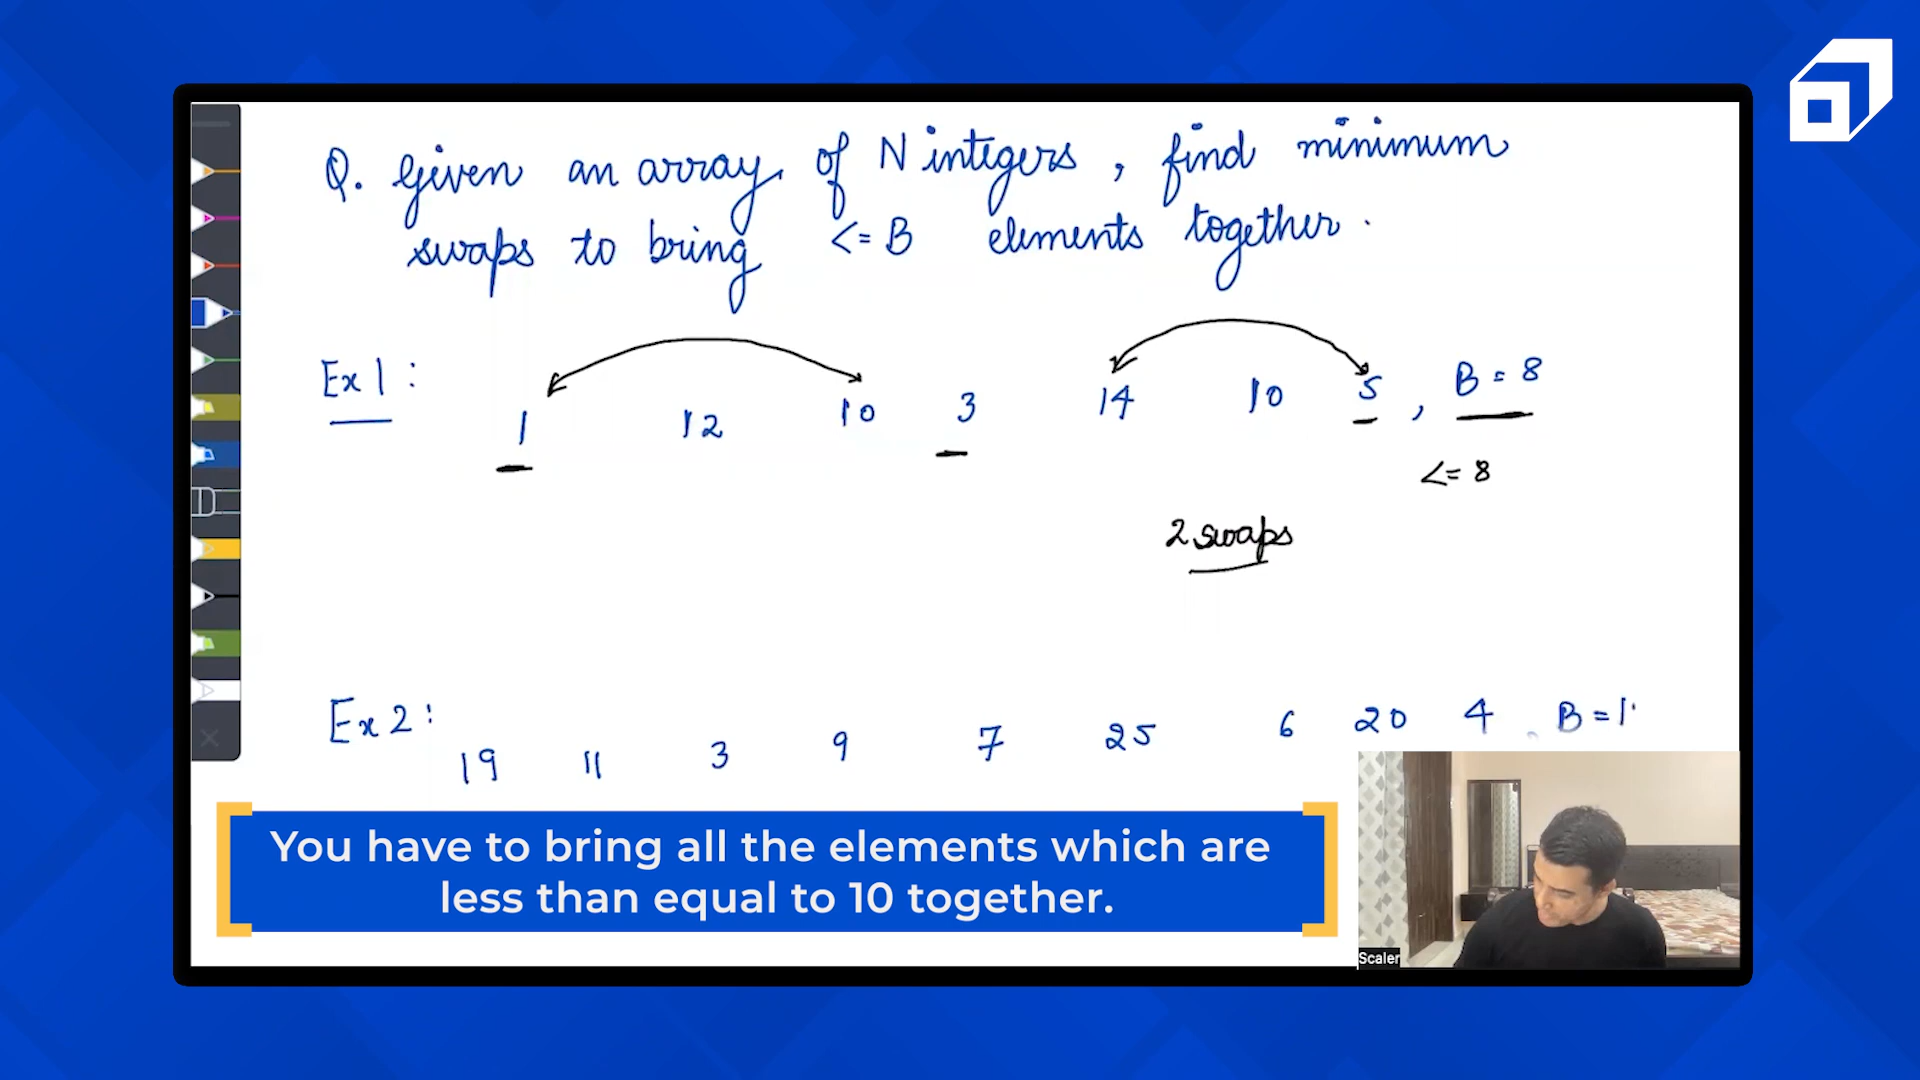 Q. Given an array of N integers, find minimum
swaps to bring <= B elements together.
Ex 1: 1 12 10 3 14 10 5, B = 8
<= 8
2 swaps
Ex 2: 19 11 3 9 7 25 6 20 4
You have to bring all the elements which are
less than equal to 10 together.
Scaler